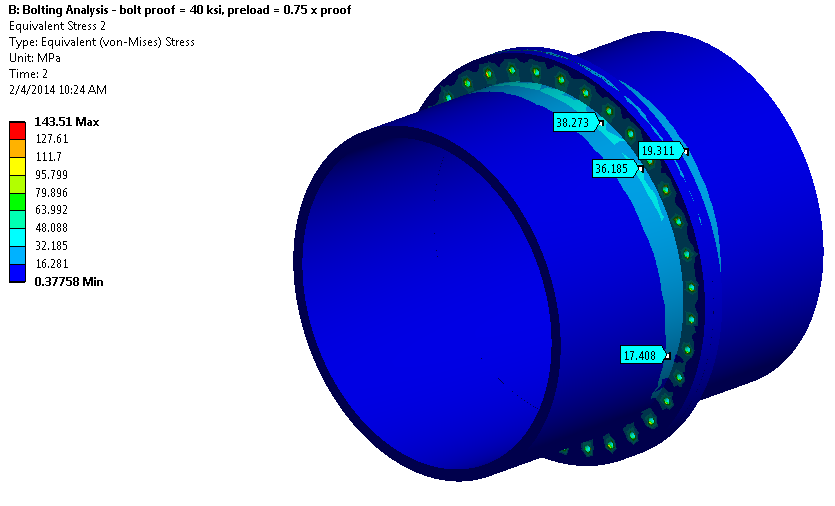 B: Bolting Analysis - bolt proof = 40 ksi, preload = 0.75 x proof
Equivalent Stress 2
Type: Equivalent (von-Mises) Stress
Unit: MPa
Time: 2
2/4/2014 10:24 AM
143.51 Max
127.61
111.7
95.799
79.896
63.992
48.088
32.185
16.281
0.37758 Min
38.273
19.311
36.185
17.408